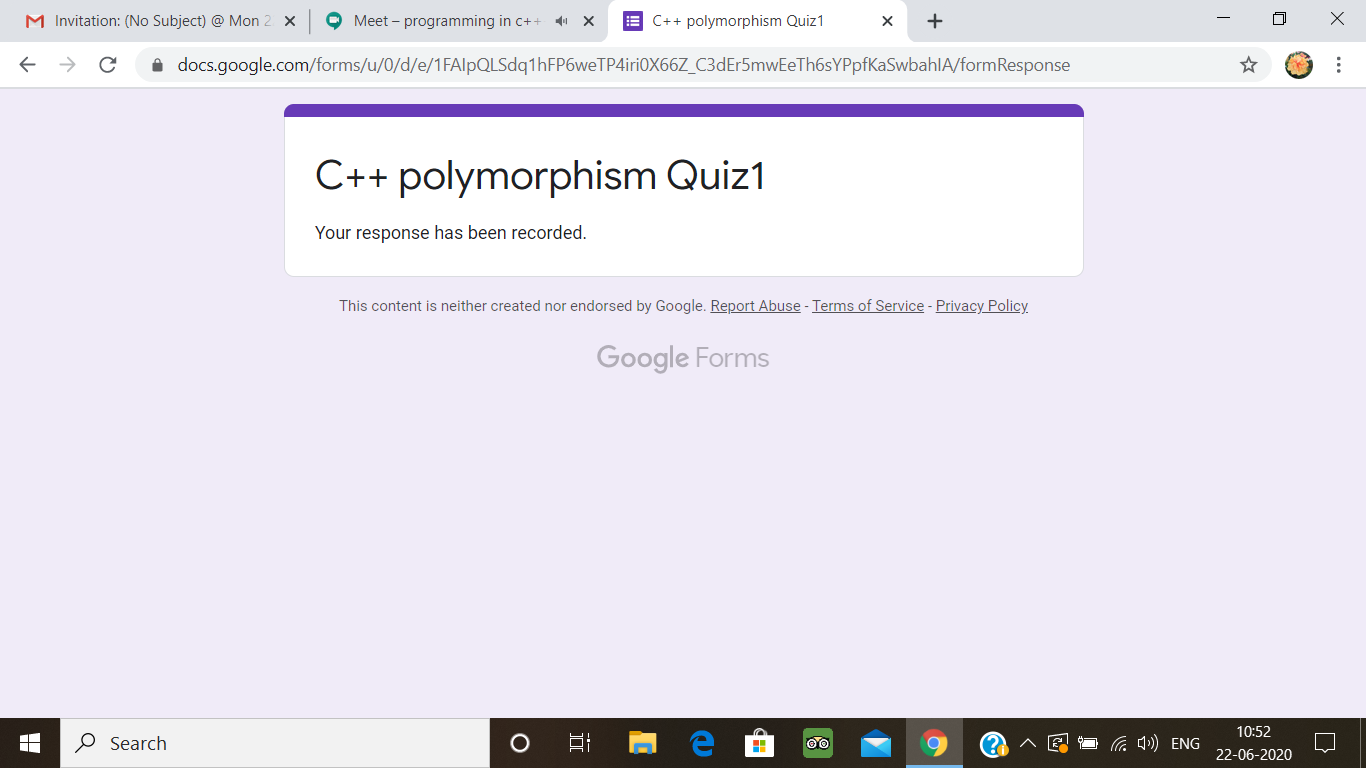 Invitation: (No Subject) @ Mon 2
Meet – programming in c++
C++ polymorphism Quiz1
docs.google.com/forms/u/0/d/e/1FAIpQLSdq1hFP6weTP4iri0X66Z_C3dEr5mwEeTh6sYPpfKaSwbahIA/formResponse
C++ polymorphism Quiz1
Your response has been recorded.
This content is neither created nor endorsed by Google. Report Abuse - Terms of Service - Privacy Policy
Google Forms
Search
ENG
10:52
22-06-2020